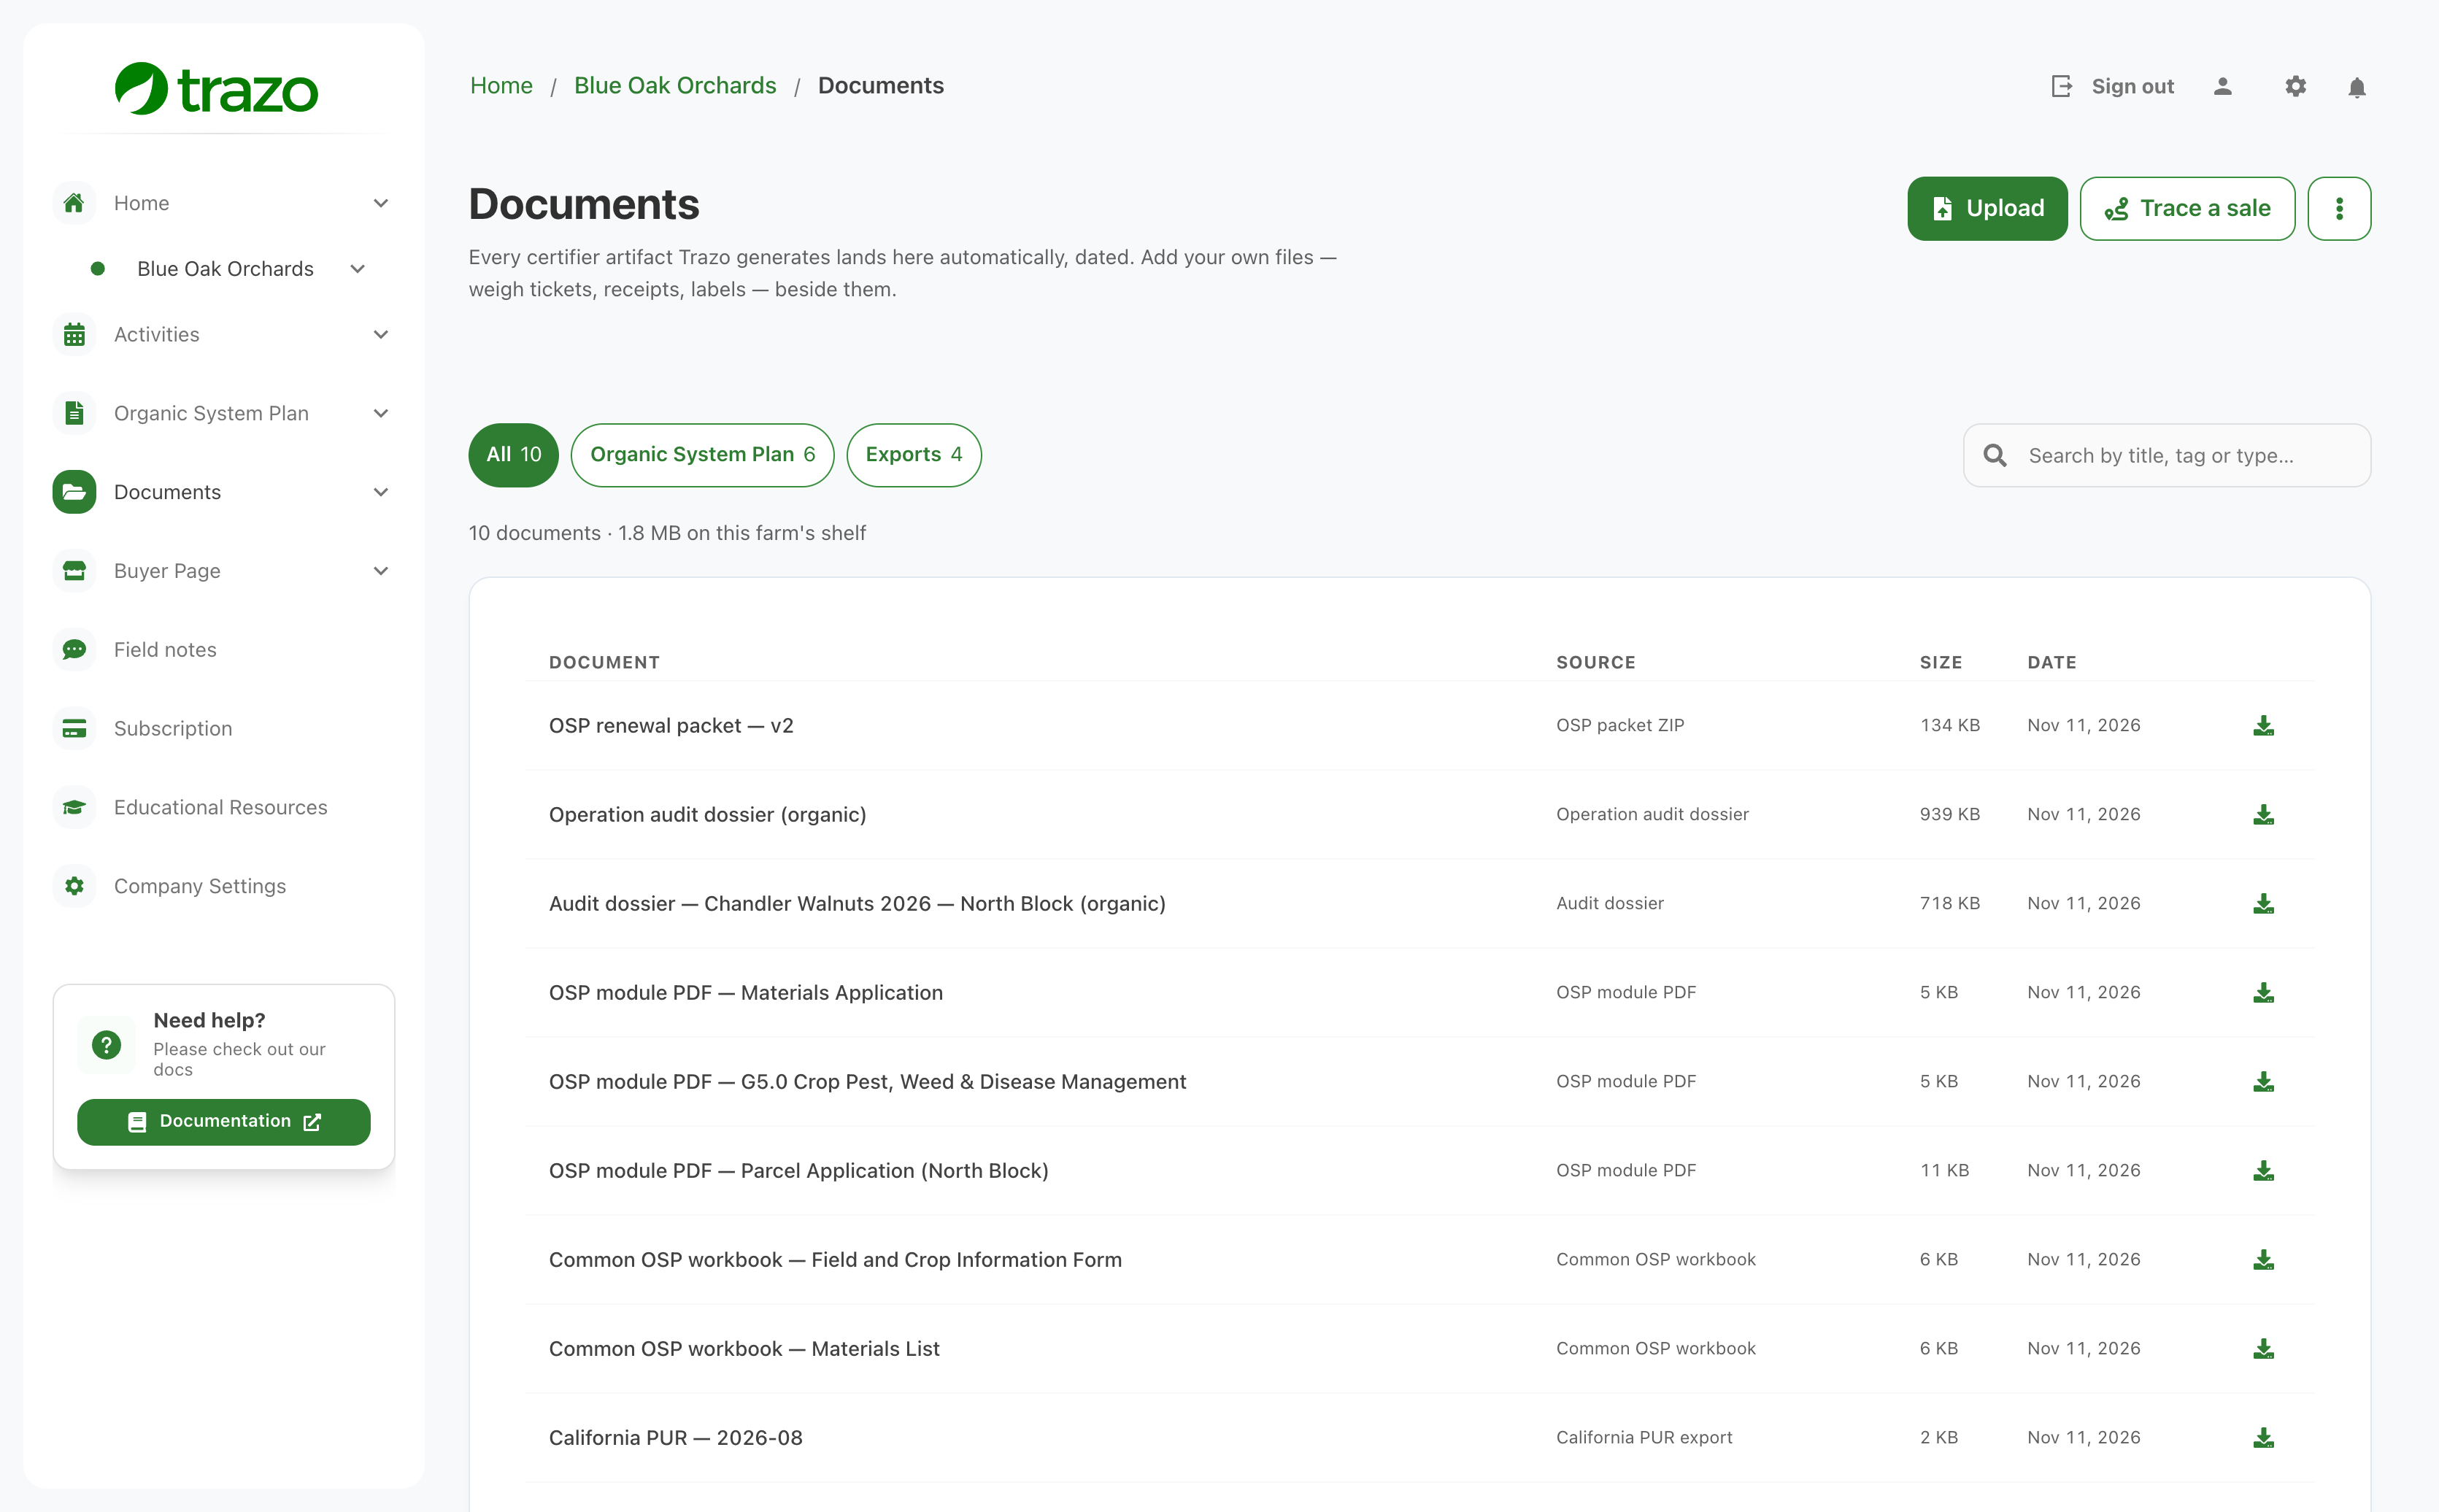 trazo
Home
Blue Oak Orchards
Activities
Organic System Plan
Documents
Buyer Page
Field notes
Subscription
Educational Resources
Company Settings
Need help?
Please check out our
docs
Documentation
Home / Blue Oak Orchards / Documents
Sign out
Documents
Every certifier artifact Trazo generates lands here automatically, dated. Add your own files —
weigh tickets, receipts, labels — beside them.
Upload
Trace a sale
All 10
Organic System Plan 6
Exports 4
Search by title, tag or type...
10 documents · 1.8 MB on this farm's shelf
DOCUMENT SOURCE SIZE DATE
OSP renewal packet — v2 OSP packet ZIP 134 KB Nov 11, 2026
Operation audit dossier (organic) Operation audit dossier 939 KB Nov 11, 2026
Audit dossier — Chandler Walnuts 2026 — North Block (organic) Audit dossier 718 KB Nov 11, 2026
OSP module PDF — Materials Application OSP module PDF 5 KB Nov 11, 2026
OSP module PDF — G5.0 Crop Pest, Weed & Disease Management OSP module PDF 5 KB Nov 11, 2026
OSP module PDF — Parcel Application (North Block) OSP module PDF 11 KB Nov 11, 2026
Common OSP workbook — Field and Crop Information Form Common OSP workbook 6 KB Nov 11, 2026
Common OSP workbook — Materials List Common OSP workbook 6 KB Nov 11, 2026
California PUR — 2026-08 California PUR export 2 KB Nov 11, 2026